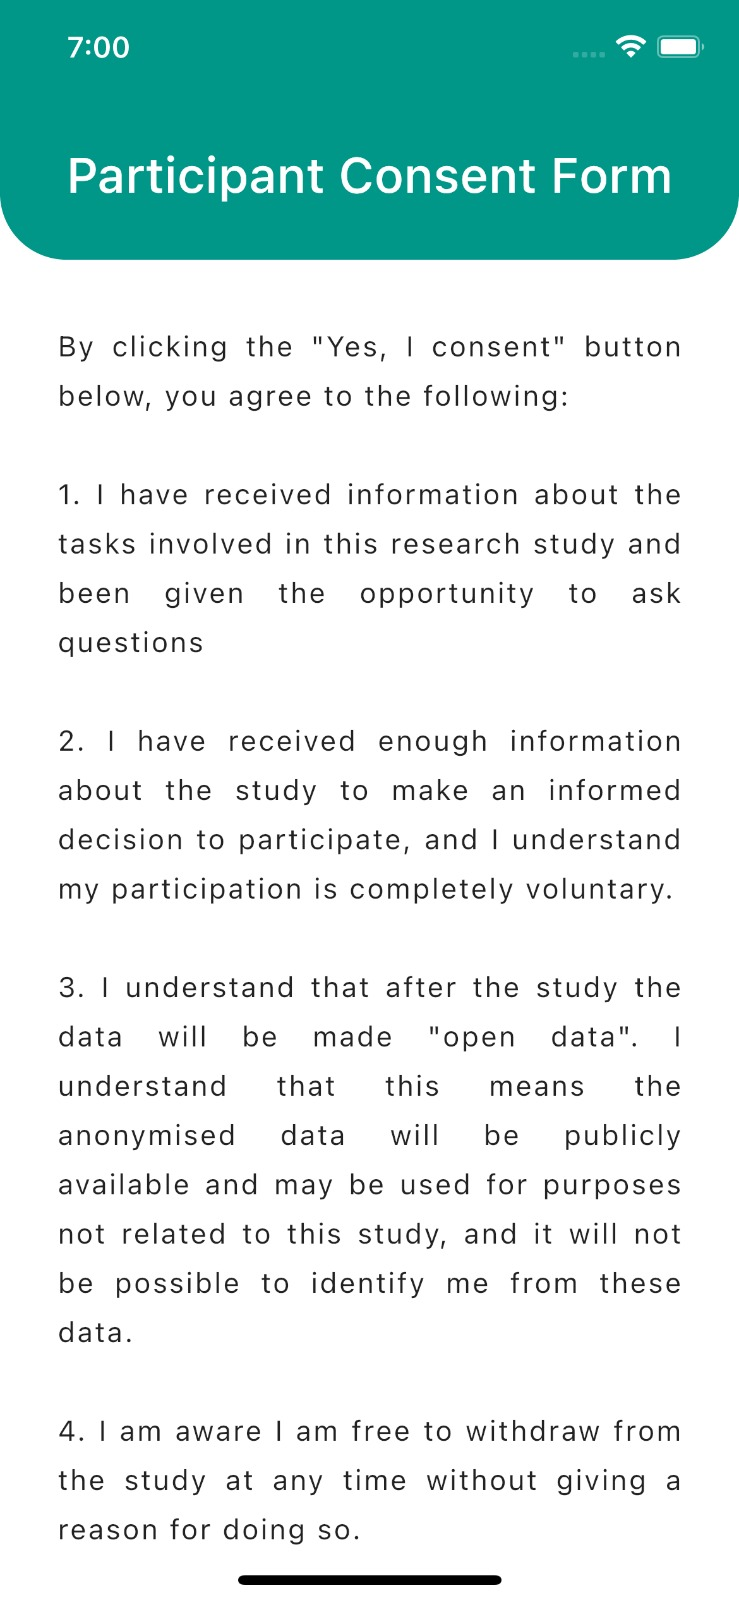 7:00
Participant Consent Form
By clicking the "Yes, I consent" button
below, you agree to the following:
1. I have received information about the
tasks involved in this research study and
been given the opportunity to ask
questions
2. I have received enough information
about the study to make an informed
decision to participate, and I understand
my participation is completely voluntary.
3. I understand that after the study the
data will be made "open data". I
understand that this means the
anonymised data will be publicly
available and may be used for purposes
not related to this study, and it will not
be possible to identify me from these
data.
4. I am aware I am free to withdraw from
the study at any time without giving a
reason for doing so.